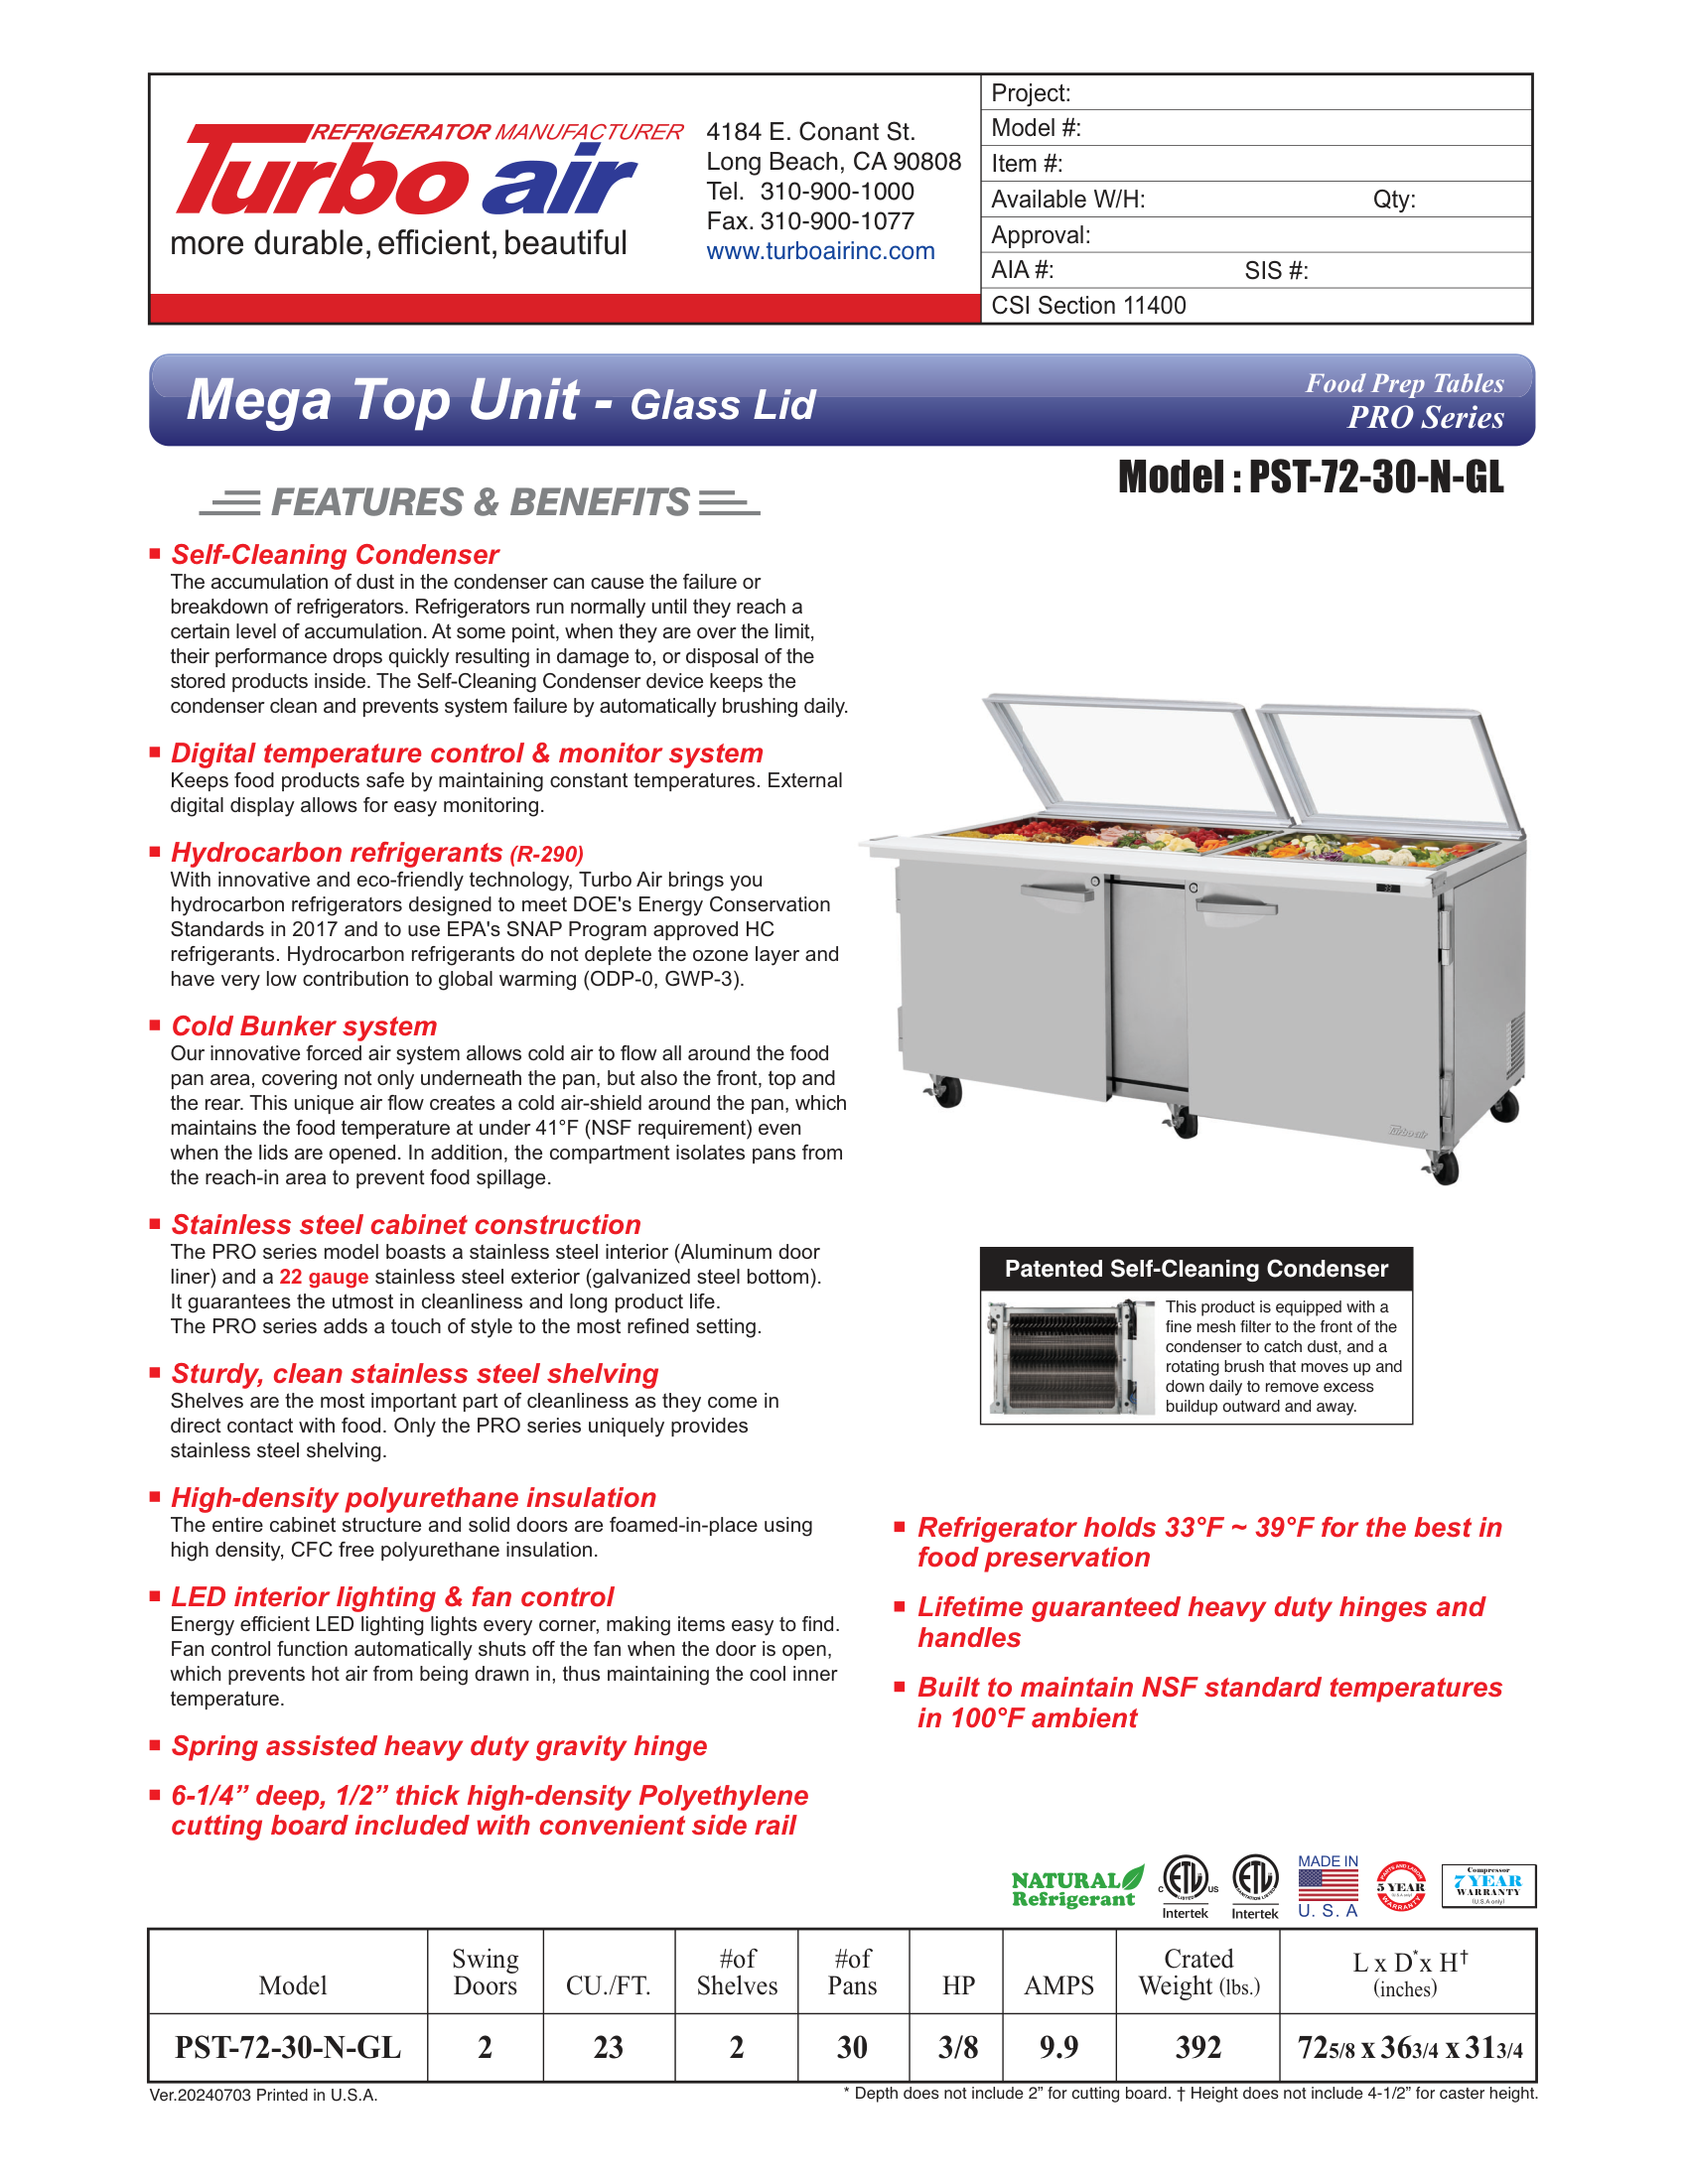 REFRIGERATOR MANUFACTURER
Turbo air
more durable, efficient, beautiful
4184 E. Conant St.
Long Beach, CA 90808
Tel. 310-900-1000
Fax. 310-900-1077
www.turboairinc.com
Project:
Model #:
Item #:
Available W/H: Qty:
Approval:
AIA #: SIS #:
CSI Section 11400
Mega Top Unit - Glass Lid
Food Prep Tables
PRO Series
Model : PST-72-30-N-GL
FEATURES & BENEFITS
Self-Cleaning Condenser
The accumulation of dust in the condenser can cause the failure or
breakdown of refrigerators. Refrigerators run normally until they reach a
certain level of accumulation. At some point, when they are over the limit,
their performance drops quickly resulting in damage to, or disposal of the
stored products inside. The Self-Cleaning Condenser device keeps the
condenser clean and prevents system failure by automatically brushing daily.
Digital temperature control & monitor system
Keeps food products safe by maintaining constant temperatures. External
digital display allows for easy monitoring.
Hydrocarbon refrigerants (R-290)
With innovative and eco-friendly technology, Turbo Air brings you
hydrocarbon refrigerators designed to meet DOE's Energy Conservation
Standards in 2017 and to use EPA's SNAP Program approved HC
refrigerants. Hydrocarbon refrigerants do not deplete the ozone layer and
have very low contribution to global warming (ODP-0, GWP-3).
Cold Bunker system
Our innovative forced air system allows cold air to flow all around the food
pan area, covering not only underneath the pan, but also the front, top and
the rear. This unique air flow creates a cold air-shield around the pan, which
maintains the food temperature at under 41°F (NSF requirement) even
when the lids are opened. In addition, the compartment isolates pans from
the reach-in area to prevent food spillage.
Stainless steel cabinet construction
The PRO series model boasts a stainless steel interior (Aluminum door
liner) and a 22 gauge stainless steel exterior (galvanized steel bottom).
It guarantees the utmost in cleanliness and long product life.
The PRO series adds a touch of style to the most refined setting.
Sturdy, clean stainless steel shelving
Shelves are the most important part of cleanliness as they come in
direct contact with food. Only the PRO series uniquely provides
stainless steel shelving.
High-density polyurethane insulation
The entire cabinet structure and solid doors are foamed-in-place using
high density, CFC free polyurethane insulation.
LED interior lighting & fan control
Energy efficient LED lighting lights every corner, making items easy to find.
Fan control function automatically shuts off the fan when the door is open,
which prevents hot air from being drawn in, thus maintaining the cool inner
temperature.
Spring assisted heavy duty gravity hinge
6-1/4” deep, 1/2” thick high-density Polyethylene
cutting board included with convenient side rail
Turbo air
Patented Self-Cleaning Condenser
This product is equipped with a
fine mesh filter to the front of the
condenser to catch dust, and a
rotating brush that moves up and
down daily to remove excess
buildup outward and away.
Refrigerator holds 33°F ~ 39°F for the best in
food preservation
Lifetime guaranteed heavy duty hinges and
handles
Built to maintain NSF standard temperatures
in 100°F ambient
NATURAL
Refrigerant
C ETL US
LISTED
Intertek
ETL
SANITATION LISTED
Intertek
MADE IN
U. S. A
PARTS AND LABOR
5 YEAR
(U.S.A only)
WARRANTY
Compressor
7 YEAR
WARRANTY
(U.S.A only)
Model Swing Doors CU./FT. #of Shelves #of Pans HP AMPS Crated Weight (lbs.) L x D* x H† (inches)
PST-72-30-N-GL 2 23 2 30 3/8 9.9 392 725/8 x 363/4 x 313/4
Ver.20240703 Printed in U.S.A.
* Depth does not include 2” for cutting board. † Height does not include 4-1/2” for caster height.